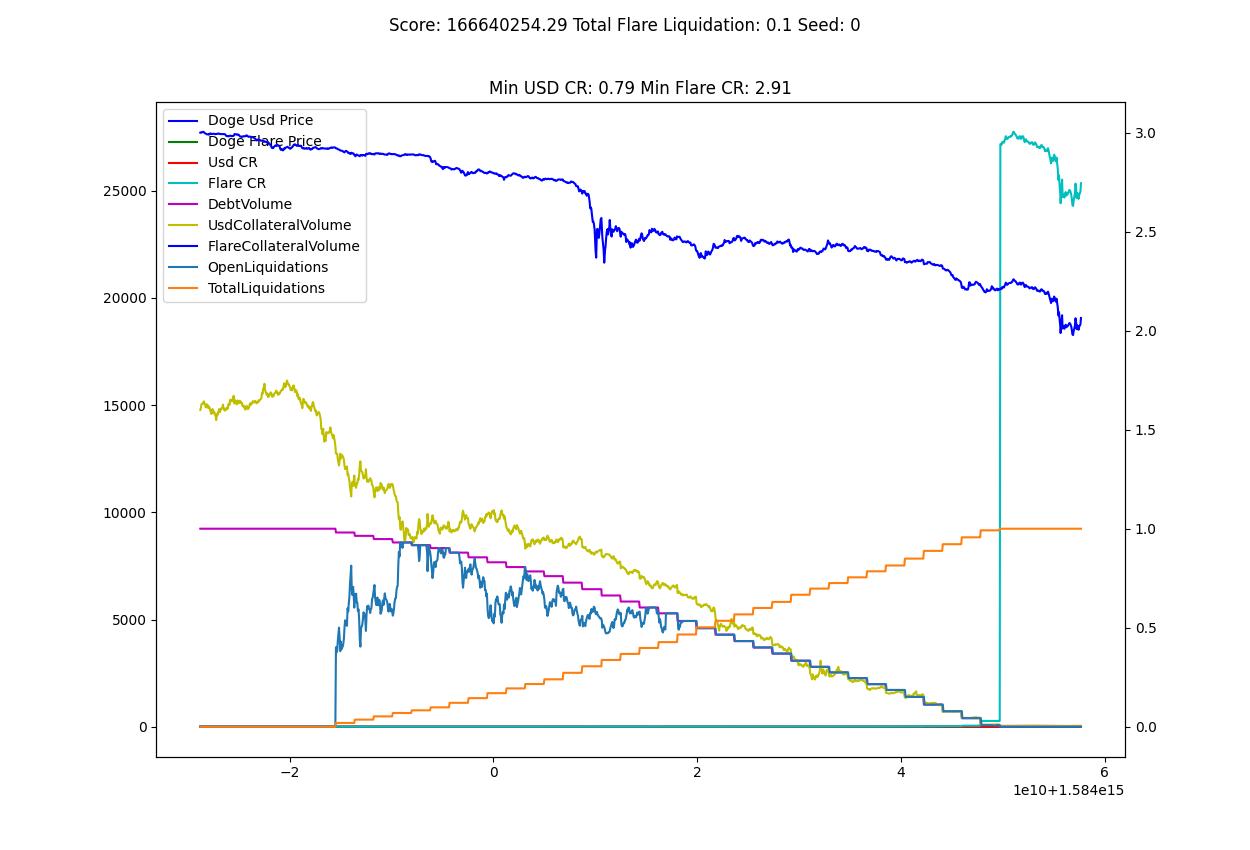 Score: 166640254.29 Total Flare Liquidation: 0.1 Seed: 0
Min USD CR: 0.79 Min Flare CR: 2.91
Doge Usd Price
Doge Flare Price
Usd CR
Flare CR
DebtVolume
UsdCollateralVolume
FlareCollateralVolume
OpenLiquidations
TotalLiquidations
25000
20000
15000
10000
5000
0
3.0
2.5
2.0
1.5
1.0
0.5
0.0
−2 0 2 4 6
1e10+1.584e15